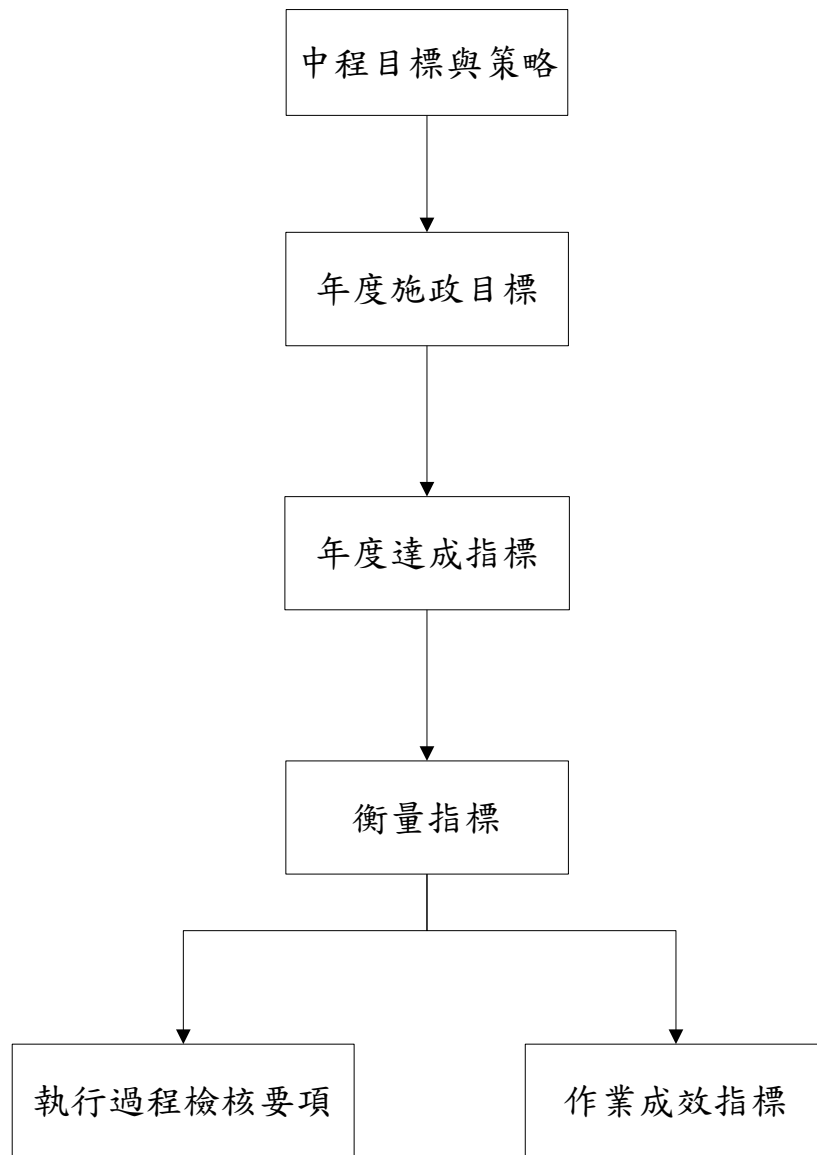 中程目標與策略
年度施政目標
年度達成指標
衡量指標
執行過程檢核要項
作業成效指標